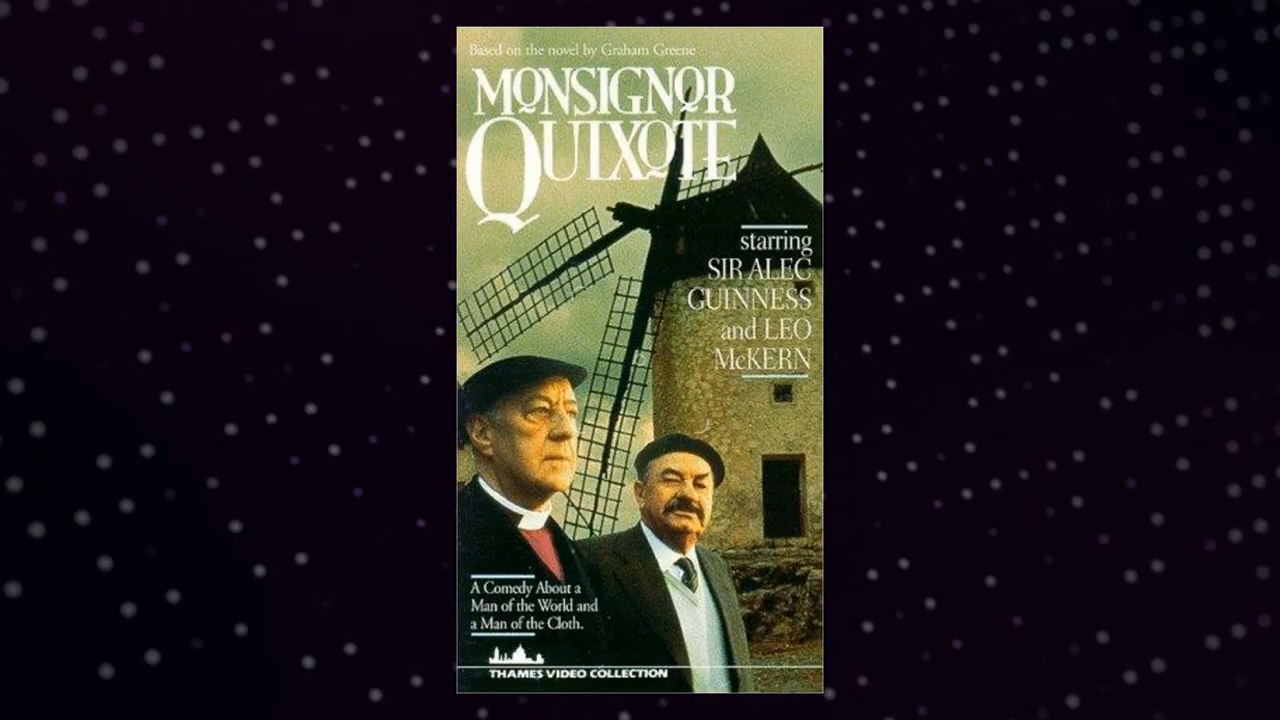 Based on the novel by Graham Greene
MONSIGNOR
QUIXOTE
starring
SIR ALEC
GUINNESS
and LEO
McKERN
A Comedy About a
Man of the World and
a Man of the Cloth.
THAMES VIDEO COLLECTION